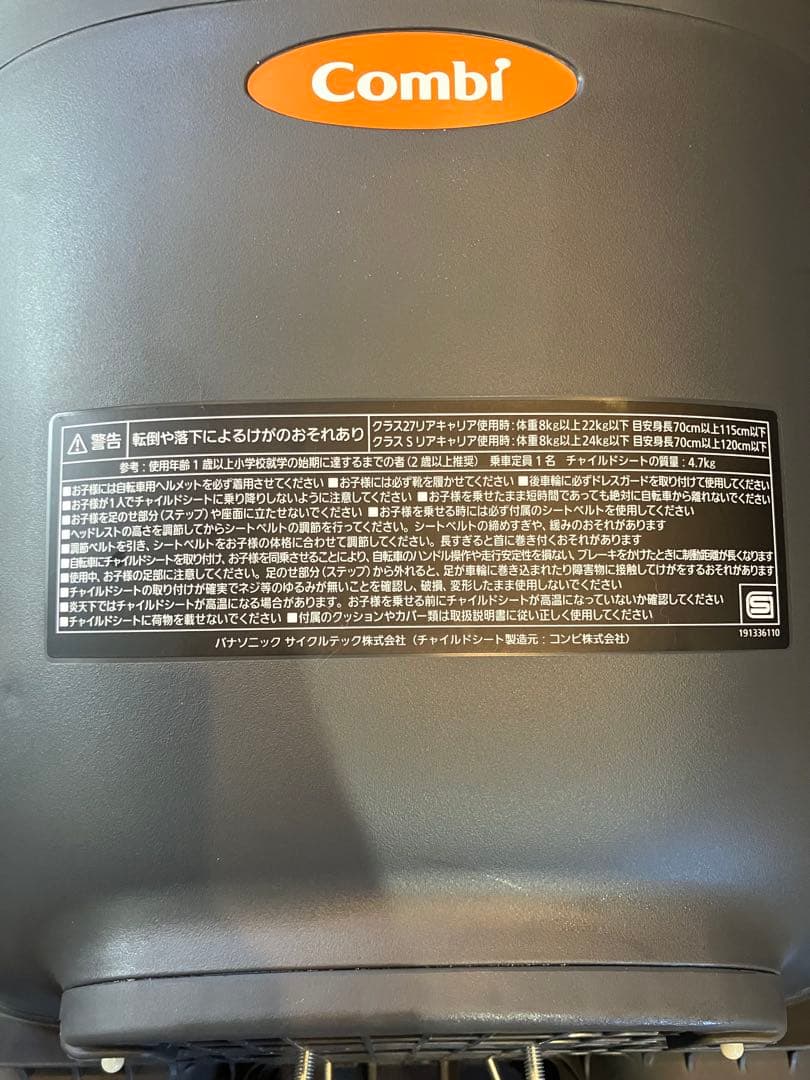 Combi
警告 転倒や落下によるけがのおそれあり
クラス27リアキャリア使用時:体重8kg以上22kg以下 目安身長70cm以上115cm以下
クラスSリアキャリア使用時:体重8kg以上24kg以下 目安身長70cm以上120cm以下
参考:使用年齢1歳以上小学校就学の始期に達するまでの者(2歳以上推奨) 乗車定員1名 チャイルドシートの質量:4.7kg
■お子様には自転車用ヘルメットを必ず着用させてください ■お子様には必ず靴を履かせてください ■後車輪に必ずドレスガードを取り付けて使用してください
■お子様が1人でチャイルドシートに乗り降りしないように注意してください ■お子様を乗せたまま短時間であっても絶対に自転車から離れないでください
■お子様を足のせ部分(ステップ)や座面に立たせないでください ■お子様を乗せる時には必ず付属のシートベルトを使用してください
■ヘッドレストの高さを調節してからシートベルトの調節を行ってください。シートベルトの締めすぎや、緩みのおそれがあります
■調節ベルトを引き、シートベルトをお子様の体格に合わせて調節してください。長すぎると首に巻き付くおそれがあります
■自転車にチャイルドシートを取り付け、お子様を同乗させることにより、自転車のハンドル操作や走行安定性を損ない、ブレーキをかけたときに制動距離が長くなります
■使用中、お子様の足部に注意してください。足のせ部分(ステップ)から外れると、足が車輪に巻き込まれたり障害物に接触してけがをするおそれがあります
■チャイルドシートの取り付けが確実でネジ等のゆるみが無いことを確認し、破損、変形したまま使用しないでください
■炎天下ではチャイルドシートが高温になる場合があります。お子様を乗せる前にチャイルドシートが高温になっていないか確認してください
■チャイルドシートに荷物を載せないでください ■付属のクッションやカバー類は取扱説明書に従い正しく使用してください
パナソニック サイクルテック株式会社(チャイルドシート製造元:コンビ株式会社)
191336110